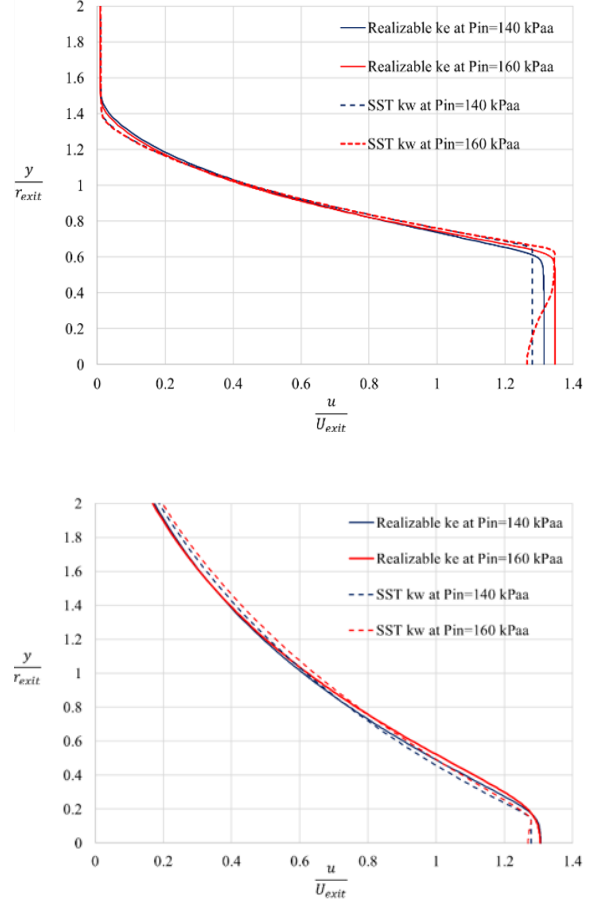 2
Realizable ke at Pin=140 kPaa
1.8
Realizable ke at Pin=160 kPaa
1.6
SST kw at Pin=140 kPaa
1.4
SST kw at Pin=160 kPaa
1.2
y
r_exit
1
0.8
0.6
0.4
0.2
0
0 0.2 0.4 0.6 0.8 1 1.2 1.4
u
U_exit
2
Realizable ke at Pin=140 kPaa
1.8
Realizable ke at Pin=160 kPaa
1.6
SST kw at Pin=140 kPaa
1.4
SST kw at Pin=160 kPaa
1.2
y
r_exit
1
0.8
0.6
0.4
0.2
0
0 0.2 0.4 0.6 0.8 1 1.2 1.4
u
U_exit